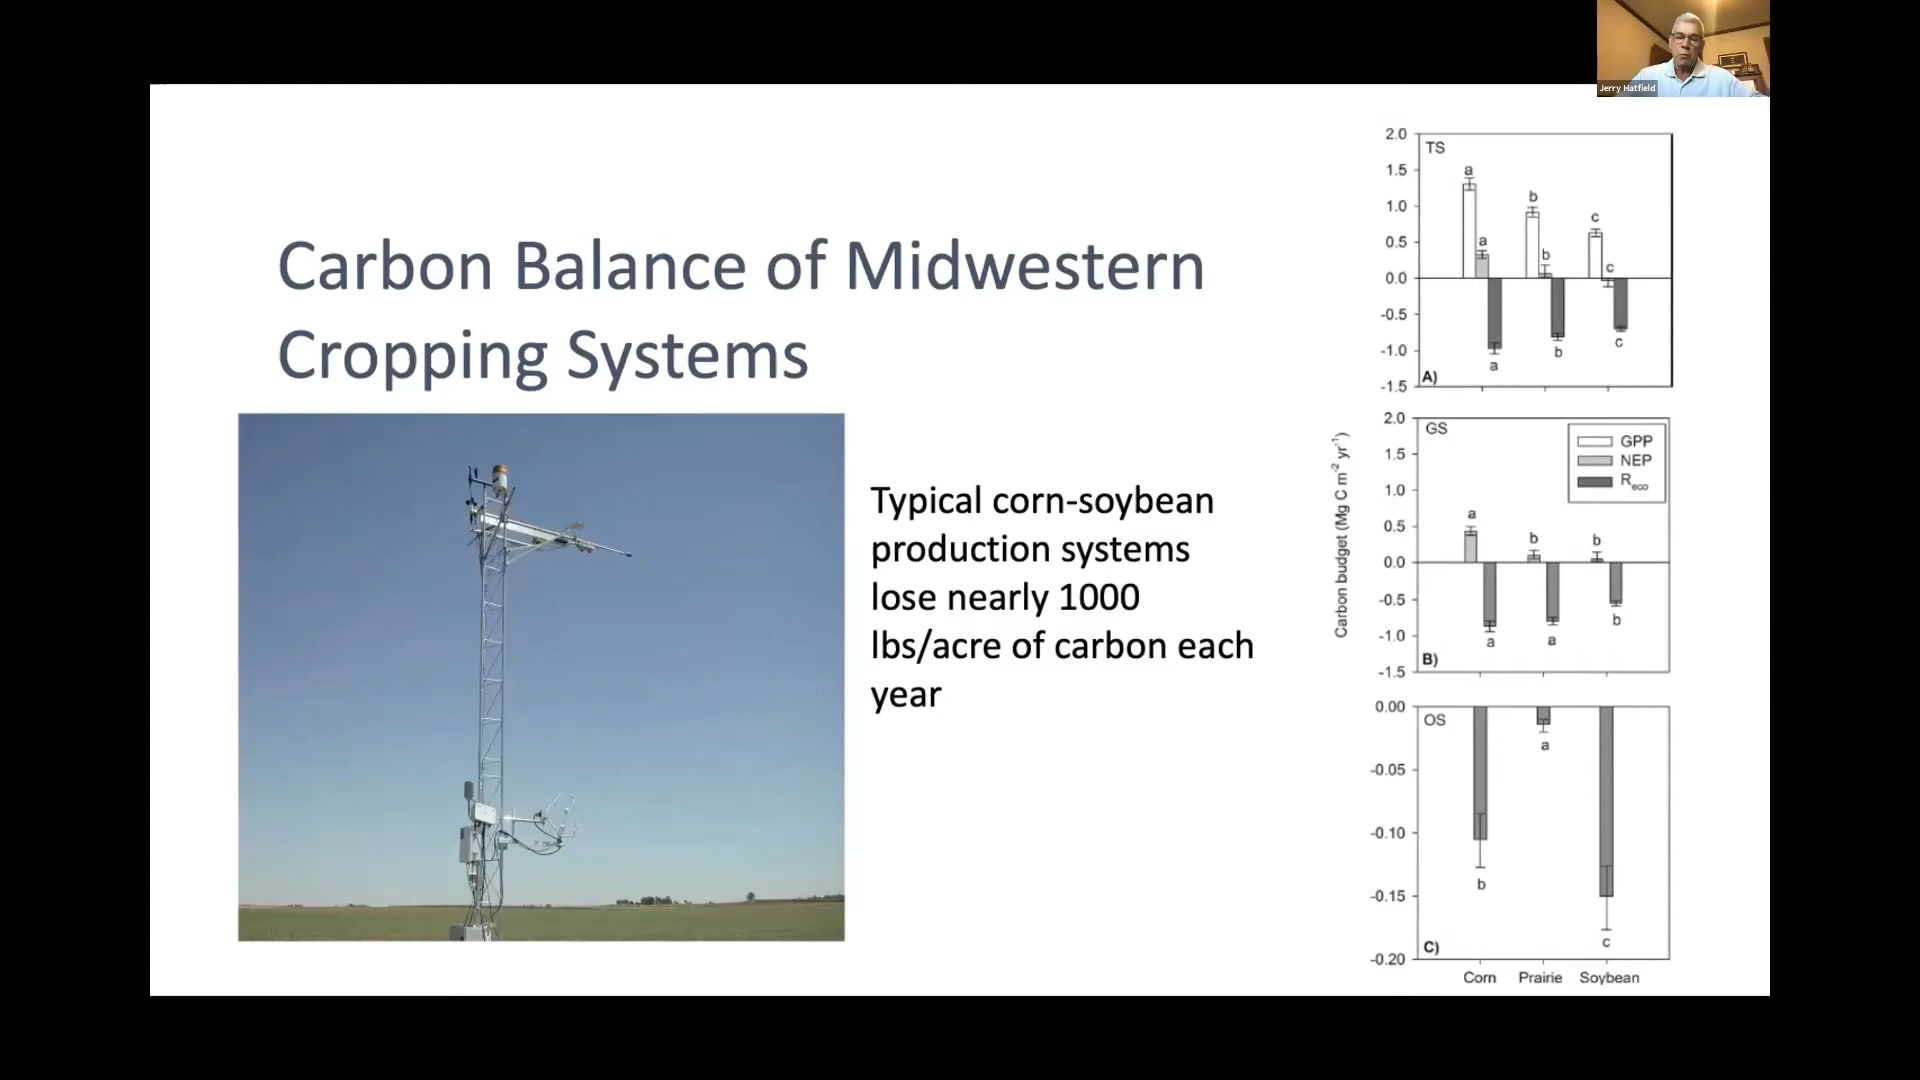 Jerry Hatfield
Carbon Balance of Midwestern
Cropping Systems
Typical corn-soybean
production systems
lose nearly 1000
lbs/acre of carbon each
year
Carbon budget (Mg C m-2 yr-1)
2.0
1.5
1.0
0.5
0.0
-0.5
-1.0
-1.5
TS
a
a
a
b
b
b
c
c
c
A)
2.0
1.5
1.0
0.5
0.0
-0.5
-1.0
-1.5
GS
GPP
NEP
Reco
a
a
b
a
b
b
B)
0.00
-0.05
-0.10
-0.15
-0.20
OS
b
a
c
C)
Corn Prairie Soybean